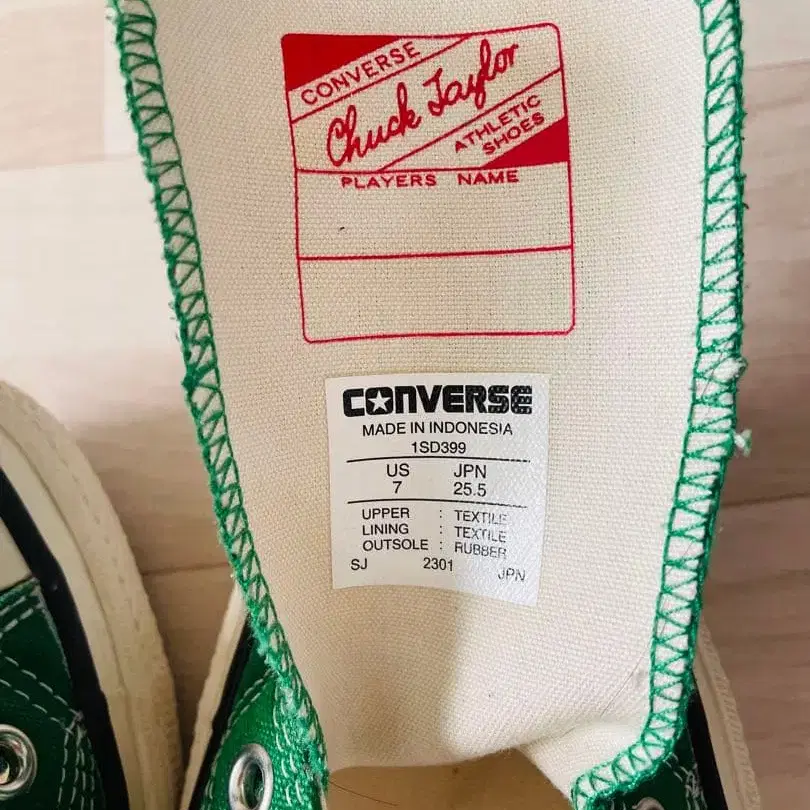 CONVERSE
Chuck Taylor
ATHLETIC
SHOES
PLAYERS NAME
CONVERSE
MADE IN INDONESIA
1SD399
US JPN
7 25.5
UPPER : TEXTILE
LINING : TEXTILE
OUTSOLE : RUBBER
SJ 2301 JPN